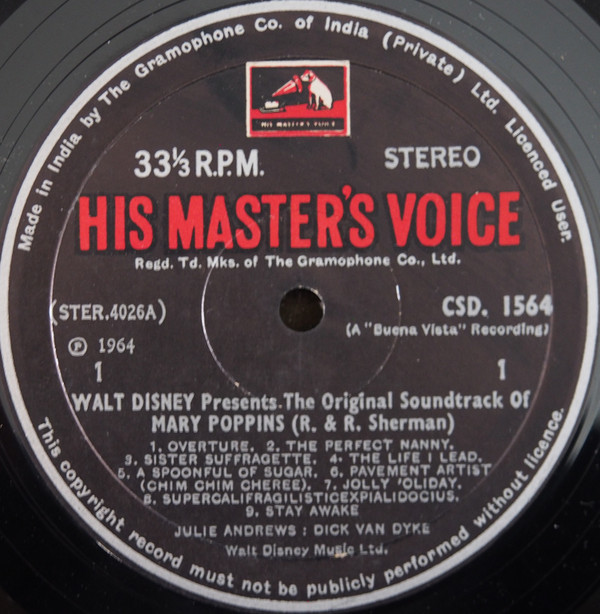 Made in India by The Gramophone Co. of India (Private) Ltd. Licenced User.
HIS MASTER'S VOICE
33⅓ R.P.M.
STEREO
HIS MASTER'S VOICE
Regd. Td. Mks. of The Gramophone Co., Ltd.
(STER.4026A)
CSD. 1564
(A "Buena Vista" Recording)
Ⓟ 1964
1
1
WALT DISNEY Presents.The Original Soundtrack Of
MARY POPPINS (R. & R. Sherman)
1. OVERTURE. 2. THE PERFECT NANNY.
3. SISTER SUFFRAGETTE. 4. THE LIFE I LEAD.
5. A SPOONFUL OF SUGAR. 6. PAVEMENT ARTIST
(CHIM CHIM CHEREE). 7. JOLLY 'OLIDAY.
8. SUPERCALIFRAGILISTICEXPIALIDOCIUS.
9. STAY AWAKE
JULIE ANDREWS : DICK VAN DYKE
Walt Disney Music Ltd.
This copyright record must not be publicly performed without licence.